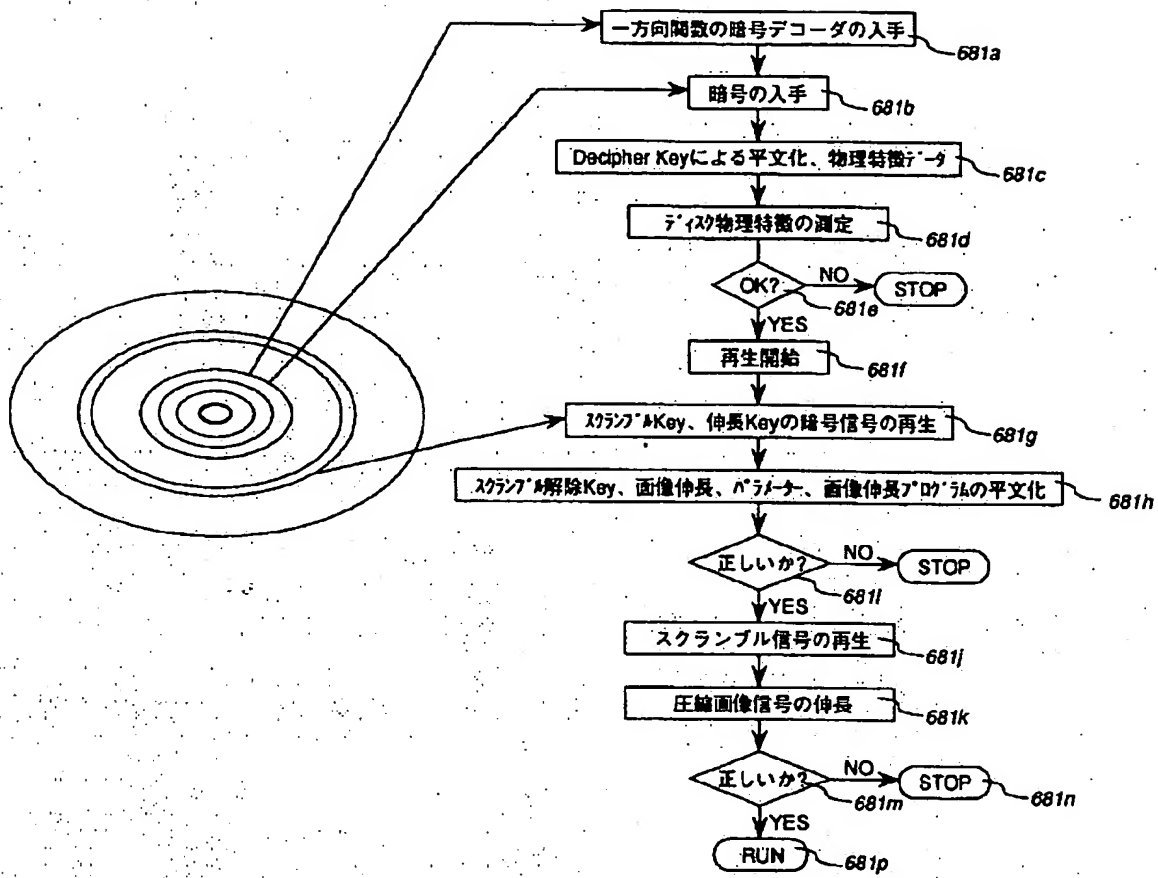 一方向関数の暗号デコーダの入手
681a
暗号の入手
681b
Decipher Keyによる平文化、物理特徴ﾃﾞｰﾀ
681c
ﾃﾞｨｽｸ物理特徴の測定
681d
OK?
NO
STOP
681e
YES
再生開始
681f
ｽｸﾗﾝﾌﾞﾙKey、伸長Keyの暗号信号の再生
681g
ｽｸﾗﾝﾌﾞﾙ解除Key、画像伸長、ﾊﾟﾗﾒｰﾀｰ、画像伸長ﾌﾟﾛｸﾞﾗﾑの平文化
681h
正しいか?
NO
STOP
681i
YES
スクランブル信号の再生
681j
圧縮画像信号の伸長
681k
正しいか?
NO
STOP
681n
681m
YES
RUN
681p